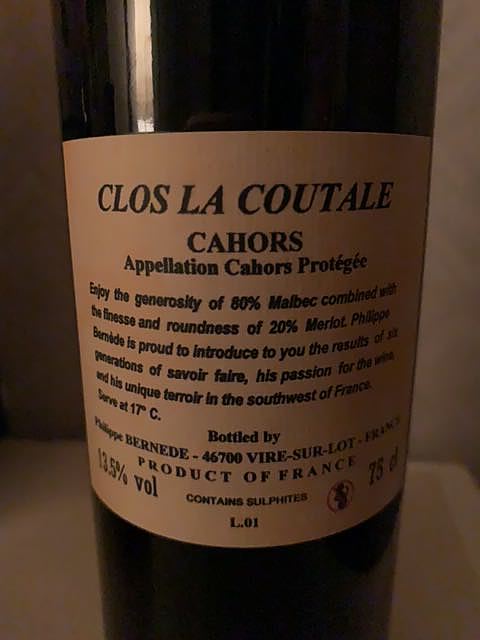 CLOS LA COUTALE
CAHORS
Appellation Cahors Protégée
Enjoy the generosity of 80% Malbec combined with
the finesse and roundness of 20% Merlot. Philippe
Bernède is proud to introduce to you the results of six
generations of savoir faire, his passion for the wine,
and his unique terroir in the southwest of France.
Serve at 17° C.
Bottled by
Philippe BERNEDE - 46700 VIRE-SUR-LOT - FRANCE
PRODUCT OF FRANCE
13.5% vol
75 cl
CONTAINS SULPHITES
L.01